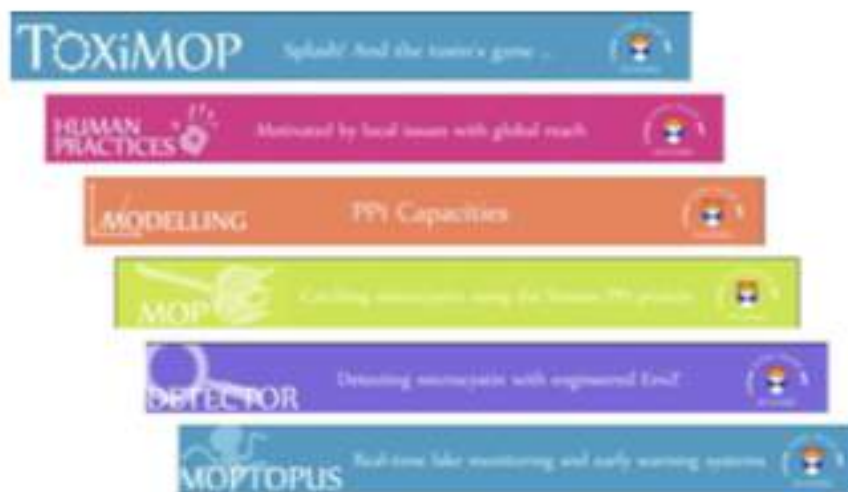 TOXiMOP
Splash! And the toxin's gone ..
HUMAN
PRACTICES
Motivated by local issues with global reach
MODELLING
PP1 Capacities
MOP
Catching microcystin using the human PP1 protein
DETECTOR
Detecting microcystin with engineered EnvZ
MOPTOPUS
Real-time lake monitoring and early warning systems